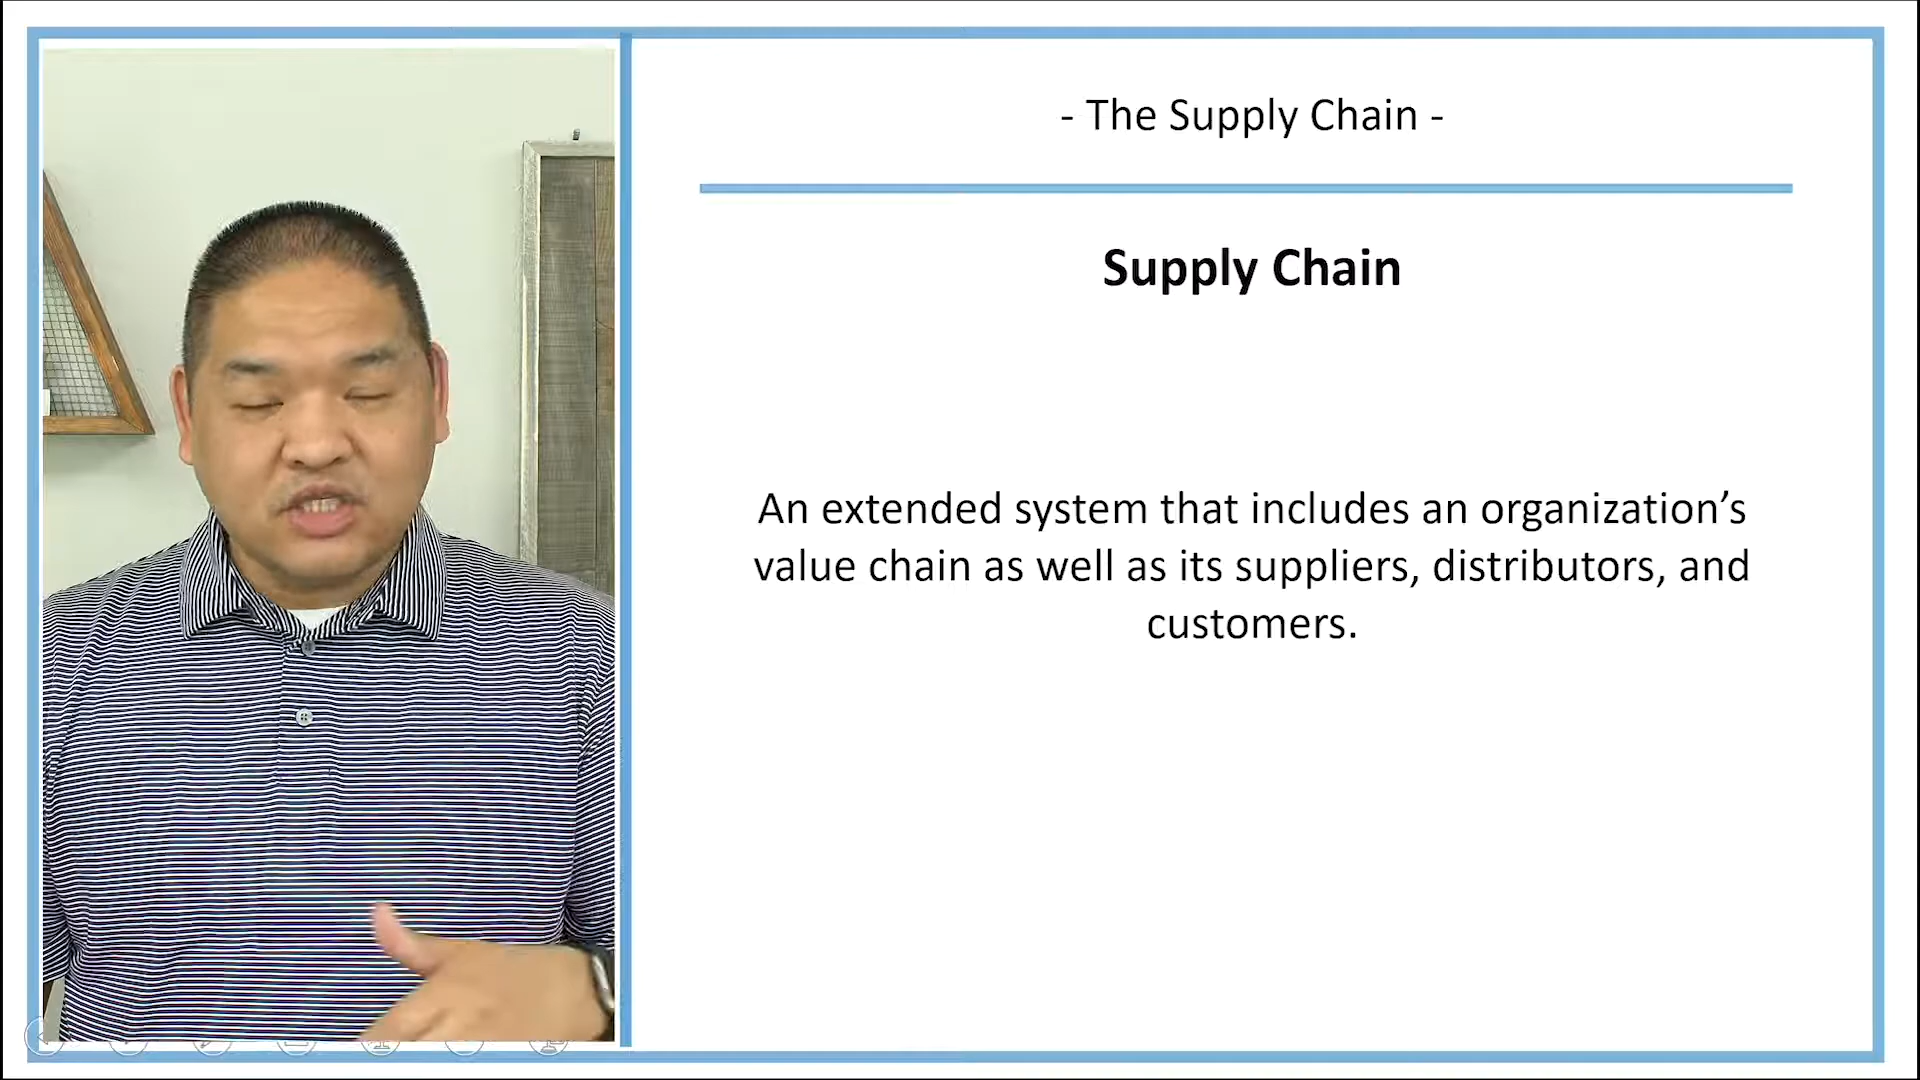 - The Supply Chain -
Supply Chain
An extended system that includes an organization’s
value chain as well as its suppliers, distributors, and
customers.